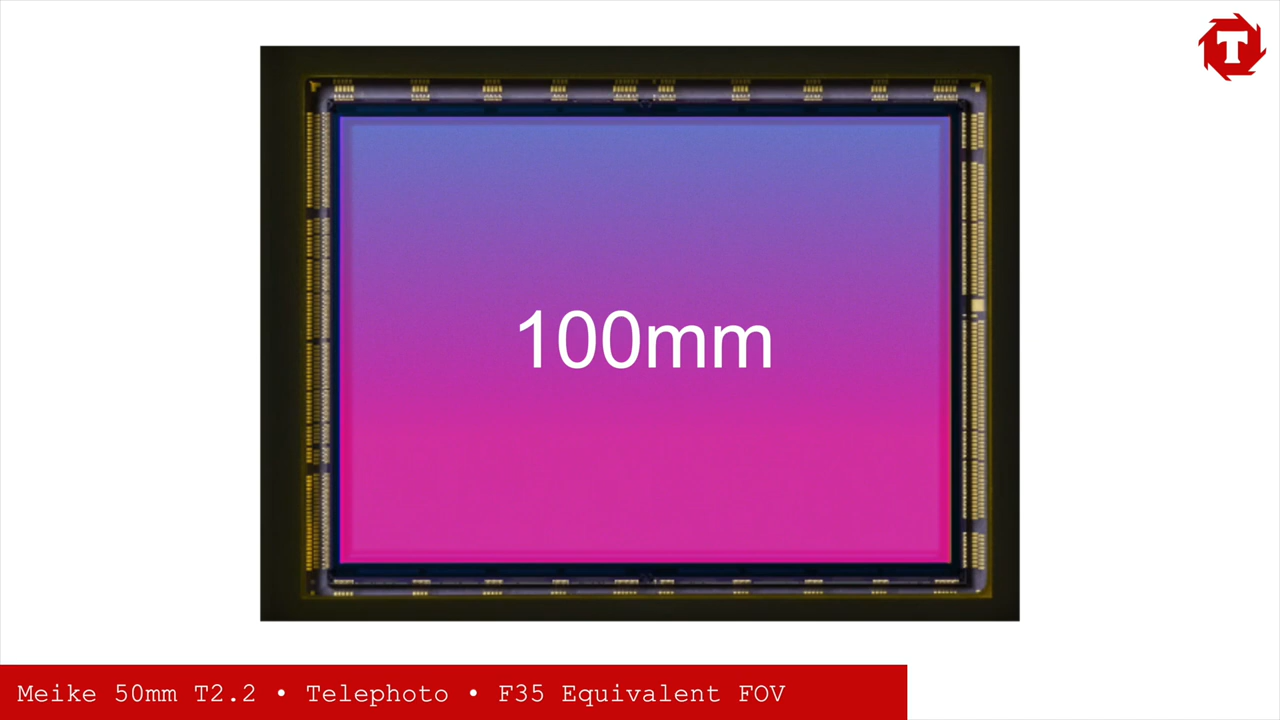 T
100mm
Meike 50mm T2.2 • Telephoto • F35 Equivalent FOV